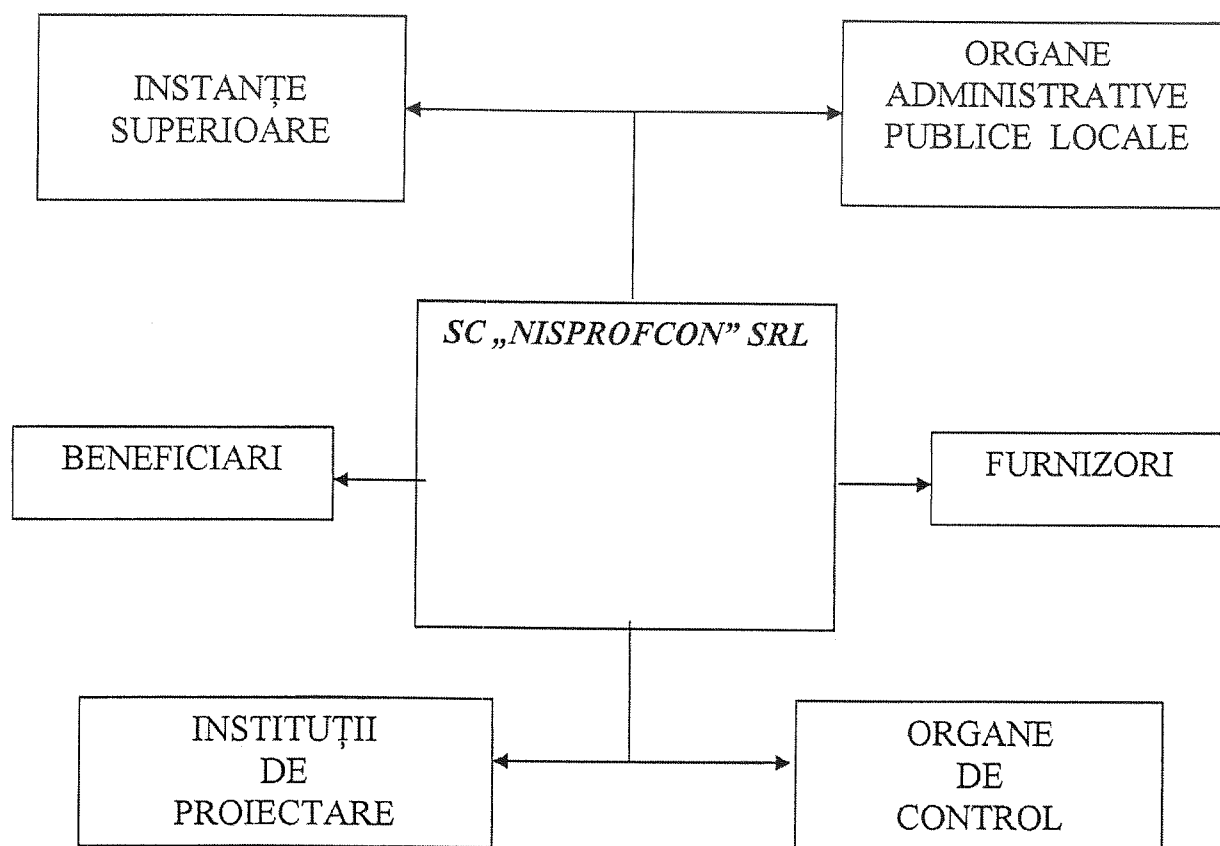 INSTANȚE
SUPERIOARE
ORGANE
ADMINISTRATIVE
PUBLICE LOCALE
SC „NISPROFCON” SRL
BENEFICIARI
FURNIZORI
INSTITUȚII
DE
PROIECTARE
ORGANE
DE
CONTROL